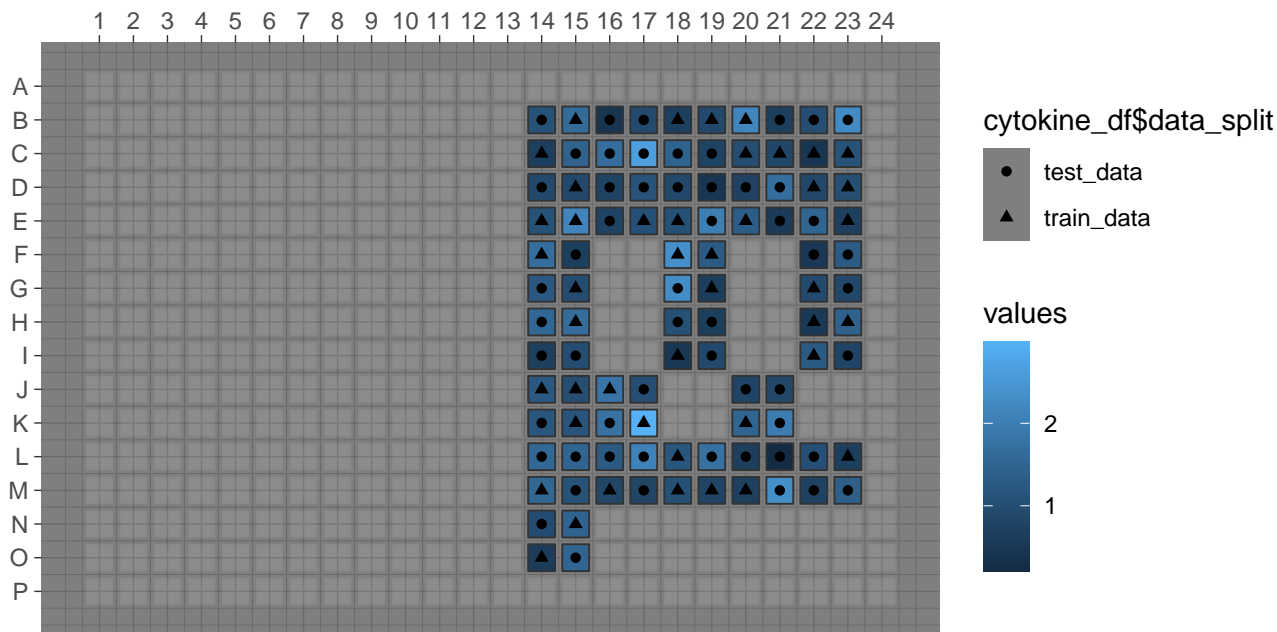 1 2 3 4 5 6 7 8 9 10 11 12 13 14 15 16 17 18 19 20 21 22 23 24
A
B
C
D
E
F
G
H
I
J
K
L
M
N
O
P
cytokine_df$data_split
test_data
train_data
values
2
1